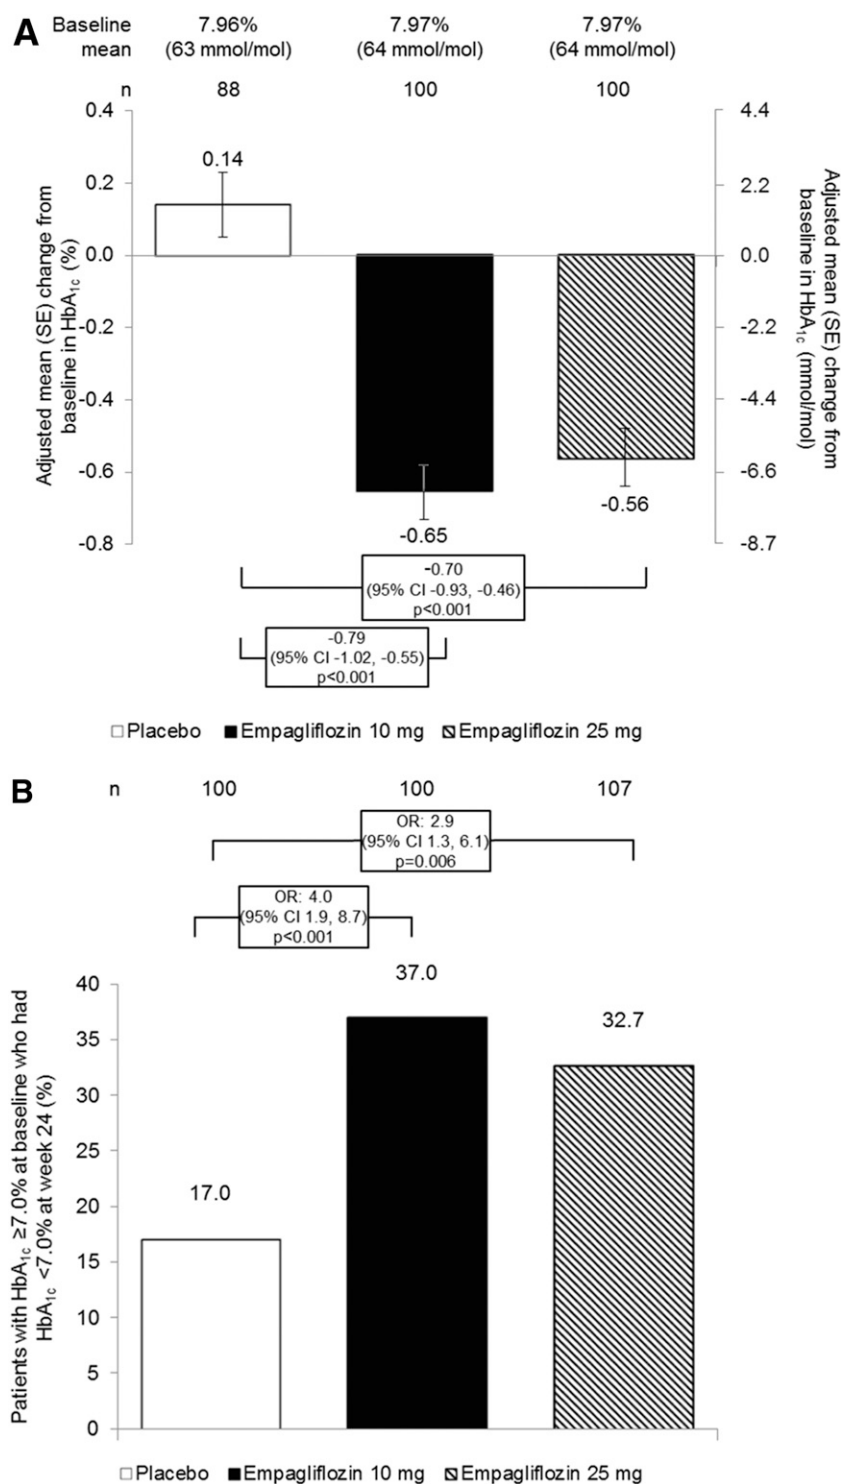 A
Baseline mean
7.96% (63 mmol/mol)
7.97% (64 mmol/mol)
7.97% (64 mmol/mol)
n 88 100 100
Adjusted mean (SE) change from
baseline in HbA1c (%)
0.4
0.2
0.0
-0.2
-0.4
-0.6
-0.8
0.14
-0.65
-0.56
4.4
2.2
0.0
-2.2
-4.4
-6.6
-8.7
Adjusted mean (SE) change from
baseline in HbA1c (mmol/mol)
-0.70
(95% CI -0.93, -0.46)
p<0.001
-0.79
(95% CI -1.02, -0.55)
p<0.001
Placebo Empagliflozin 10 mg Empagliflozin 25 mg
B
n 100 100 107
OR: 2.9
(95% CI 1.3, 6.1)
p=0.006
OR: 4.0
(95% CI 1.9, 8.7)
p<0.001
Patients with HbA1c ≥7.0% at baseline who had
HbA1c <7.0% at week 24 (%)
40
35
30
25
20
15
10
5
0
17.0
37.0
32.7
Placebo Empagliflozin 10 mg Empagliflozin 25 mg